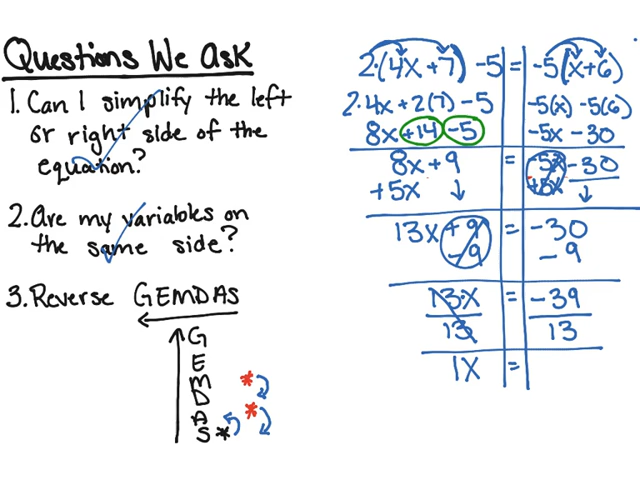 Questions We Ask
1. Can I simplify the left
or right side of the
equation?
2. Are my variables on
the same side?
3. Reverse GEMDAS
G
E
M *
D
A *
S *
2·(4x+7) -5 = -5(x+6)
2·4x+2(7)-5 -5(x) -5(6)
8x+14-5 -5x -30
8x+9 = -5x-30
+5x ↓ +5x ↓
13x+9 = -30
-9 -9
13·x = -39
13 13
1x =